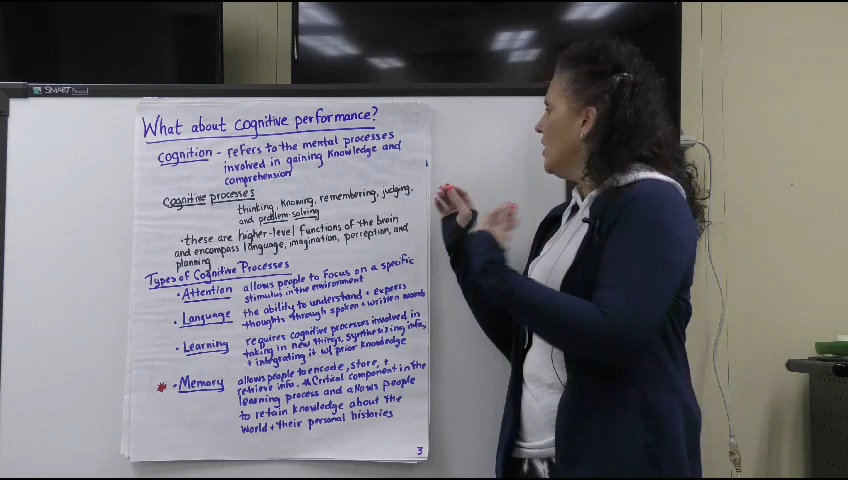 SMART Board
What about cognitive performance?
cognition - refers to the mental processes
involved in gaining knowledge and
comprehension
cognitive processes
thinking, knowing, remembering, judging,
and problem-solving
• these are higher-level functions of the brain
and encompass language, imagination, perception, and
planning
Types of Cognitive Processes
• Attention allows people to focus on a specific
stimulus in the environment
• Language the ability to understand + express
thoughts through spoken + written words
• Learning requires cognitive processes involved in
taking in new things, synthesizing info,
+ integrating it w/ prior knowledge
* • Memory allows people to encode, store, +
retrieve info. * Critical component in the
learning process and allows people
to retain knowledge about the
world + their personal histories
3